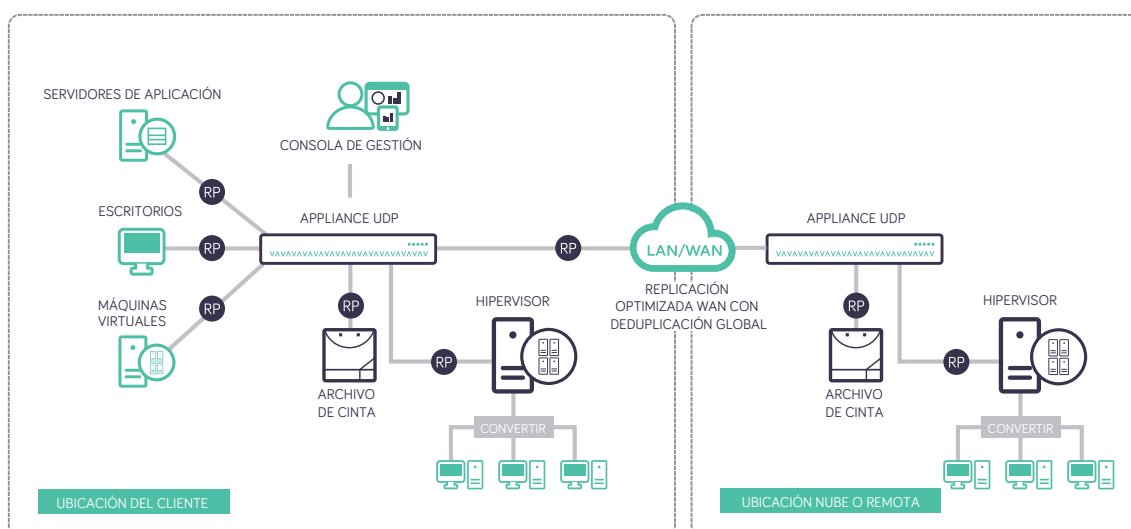 SERVIDORES DE APLICACIÓN
CONSOLA DE GESTIÓN
RP
ESCRITORIOS
APPLIANCE UDP
APPLIANCE UDP
RP
RP
LAN/WAN
MÁQUINAS
VIRTUALES
RP
REPLICACIÓN
OPTIMIZADA WAN CON
DEDUPLICACIÓN GLOBAL
RP
HIPERVISOR
RP
HIPERVISOR
RP
RP
ARCHIVO
DE CINTA
ARCHIVO
DE CINTA
CONVERTIR
CONVERTIR
UBICACIÓN DEL CLIENTE
UBICACIÓN NUBE O REMOTA